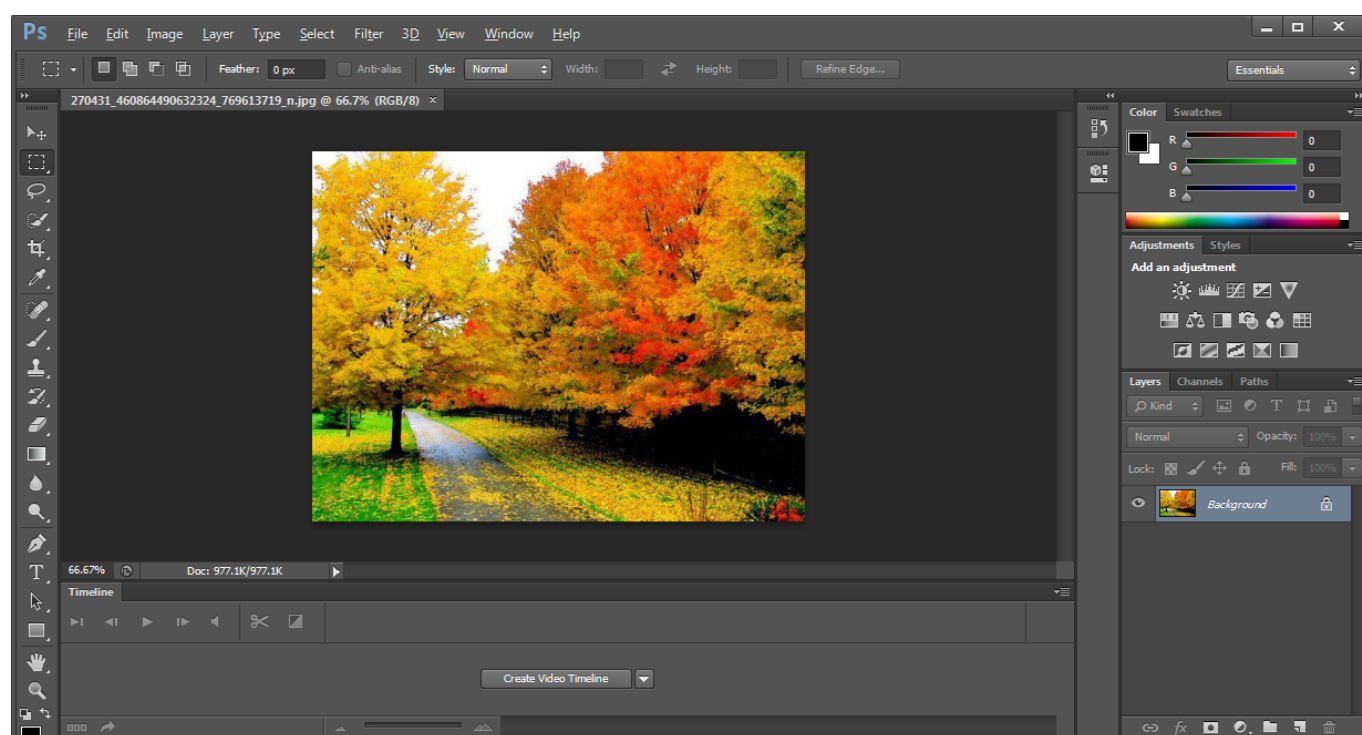 Ps File Edit Image Layer Type Select Filter 3D View Window Help
Feather: 0 px Anti-alias Style: Normal Width: Height: Refine Edge... Essentials
270431_460864490632324_769613719_n.jpg @ 66.7% (RGB/8) ×
Color Swatches
R 0
G 0
B 0
Adjustments Styles
Add an adjustment
Layers Channels Paths
Kind T
Normal Opacity: 100%
Lock: Fill: 100%
Background
T
66.67% Doc: 977.1K/977.1K
Timeline
Create Video Timeline
fx